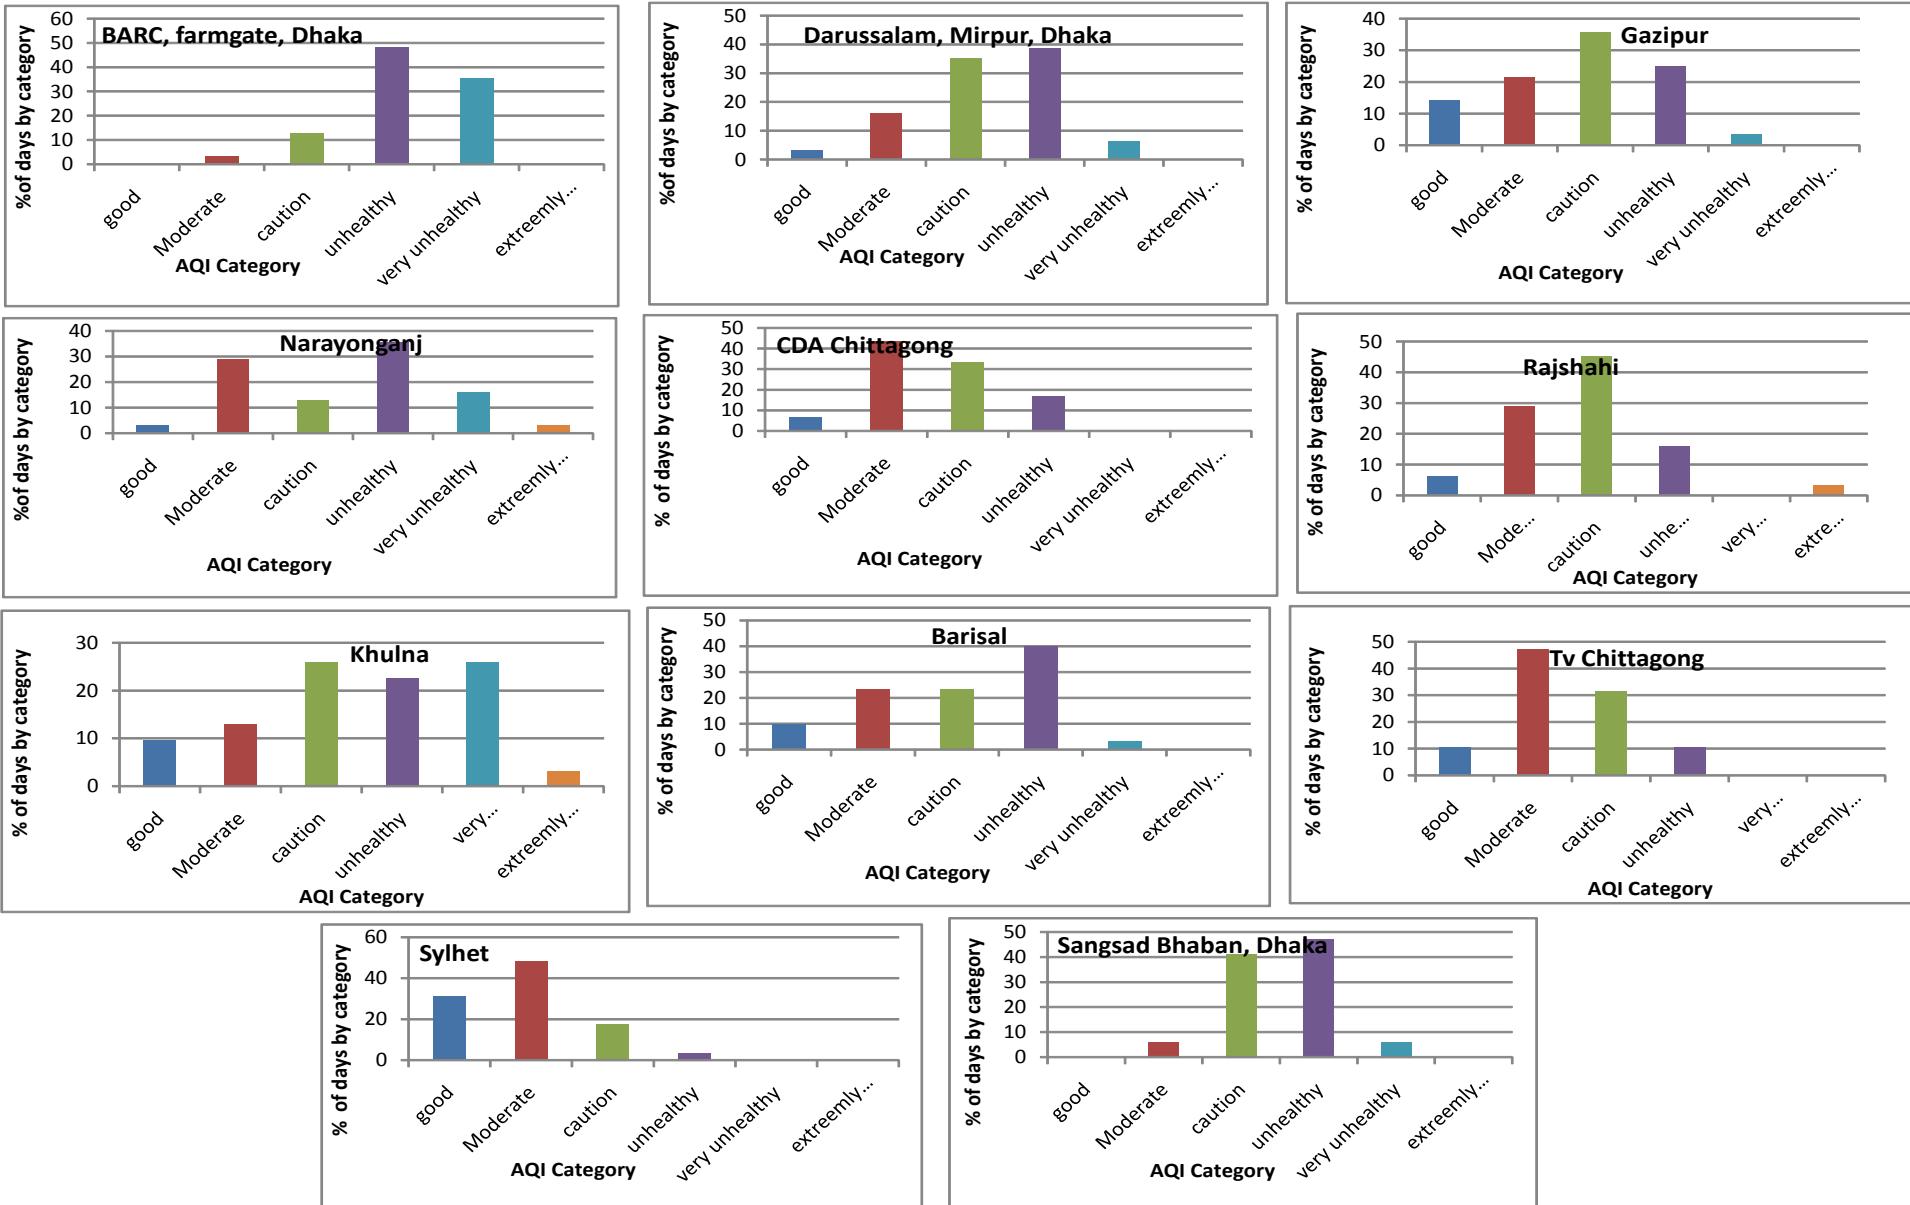 BARC, farmgate, Dhaka
%of days by category
60
50
40
30
20
10
0
good
Moderate
caution
unhealthy
very unhealthy
extreemly...
AQI Category
Darussalam, Mirpur, Dhaka
% of days by category
50
40
30
20
10
0
good
Moderate
caution
unhealthy
very unhealthy
extreemly...
AQI Category
Gazipur
% of days by category
40
30
20
10
0
good
Moderate
caution
unhealthy
very unhealthy
extreemly...
AQI Category
Narayonganj
%of days by category
40
30
20
10
0
good
Moderate
caution
unhealthy
very unhealthy
extreemly...
AQI Category
CDA Chittagong
% of days by category
50
40
30
20
10
0
good
Moderate
caution
unhealthy
very unhealthy
extreemly...
AQI Category
Rajshahi
% of days by category
50
40
30
20
10
0
good
Mode...
caution
unhe...
very...
extre...
AQI Category
Khulna
% of days by category
30
20
10
0
good
Moderate
caution
unhealthy
very...
extreemly...
AQI Category
Barisal
% of days by category
50
40
30
20
10
0
good
Moderate
caution
unhealthy
very unhealthy
extreemly...
AQI Category
Tv Chittagong
% of days by category
50
40
30
20
10
0
good
Moderate
caution
unhealthy
very...
extreemly...
AQI Category
Sylhet
% of days by category
60
40
20
0
good
Moderate
caution
unhealthy
very unhealthy
extreemly...
AQI Category
Sangsad Bhaban, Dhaka
% of days by category
50
40
30
20
10
0
good
Moderate
caution
unhealthy
very unhealthy
extreemly...
AQI Category